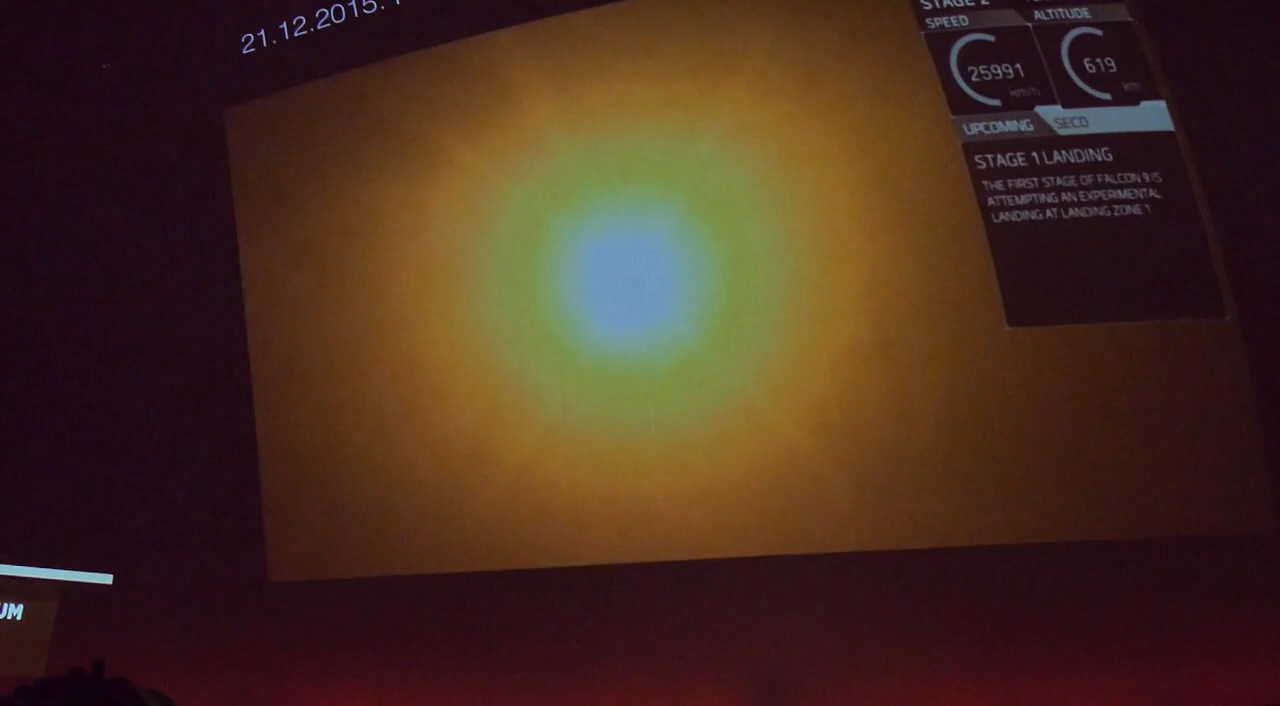 21.12.2015.
STAGE 2
SPEED
ALTITUDE
25991
km/h
619
km
UPCOMING
SECO
STAGE 1 LANDING
THE FIRST STAGE OF FALCON 9 IS
ATTEMPTING AN EXPERIMENTAL
LANDING AT LANDING ZONE 1
UM